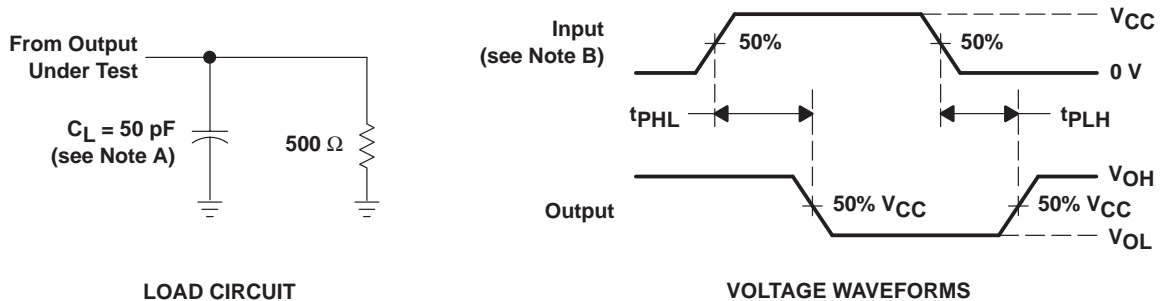 From Output
Under Test
C_L = 50 pF
(see Note A)
500 Ω
LOAD CIRCUIT
Input
(see Note B)
50%
50%
V_CC
0 V
t_PHL
t_PLH
Output
50% V_CC
50% V_CC
V_OH
V_OL
VOLTAGE WAVEFORMS